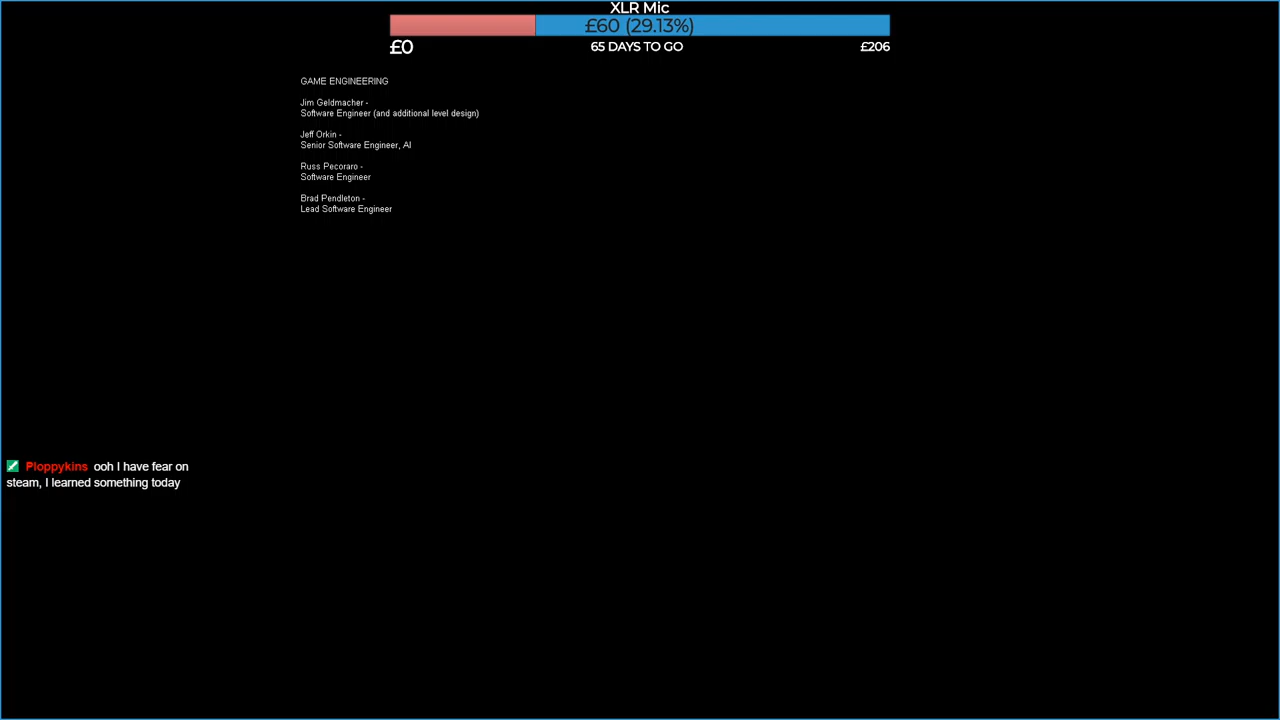 XLR Mic
£60 (29.13%)
£0 65 DAYS TO GO £206
GAME ENGINEERING
Jim Geldmacher -
Software Engineer (and additional level design)
Jeff Orkin -
Senior Software Engineer, AI
Russ Pecoraro -
Software Engineer
Brad Pendleton -
Lead Software Engineer
Ploppykins ooh I have fear on
steam, I learned something today